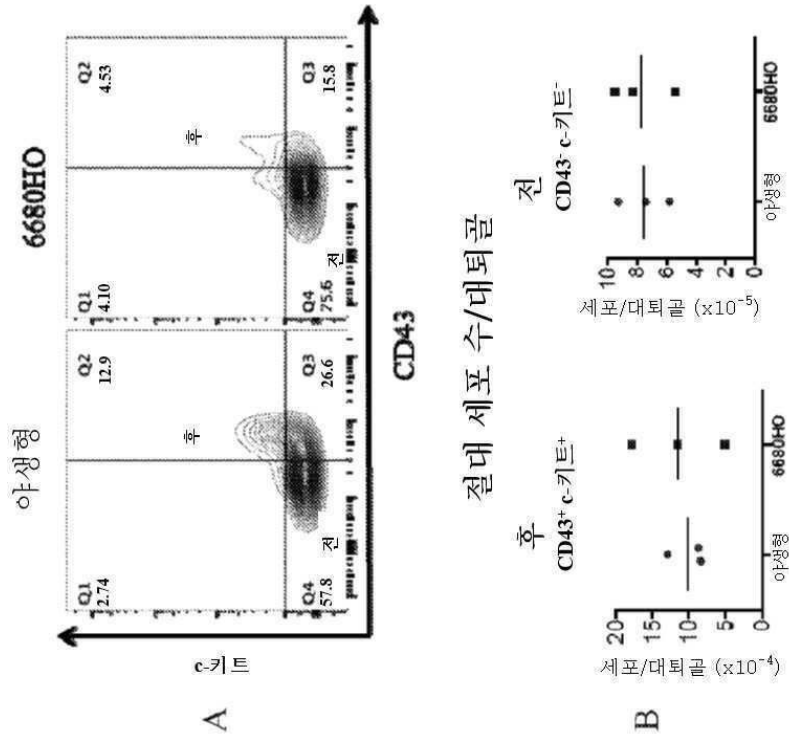 A
야생형
6680HO
c-키트
Q1
2.74
Q2
12.9
후
Q4
57.8
전
Q3
26.6
Q1
4.10
Q2
4.53
후
Q4
75.6
전
Q3
15.8
CD43
절대 세포 수/대퇴골
B
후
CD43⁺ c-키트⁺
세포/대퇴골 (x10⁻⁴)
20
15
10
5
0
야생형
6680HO
전
CD43⁻ c-키트⁻
세포/대퇴골 (x10⁻⁵)
10
8
6
4
2
0
야생형
6680HO